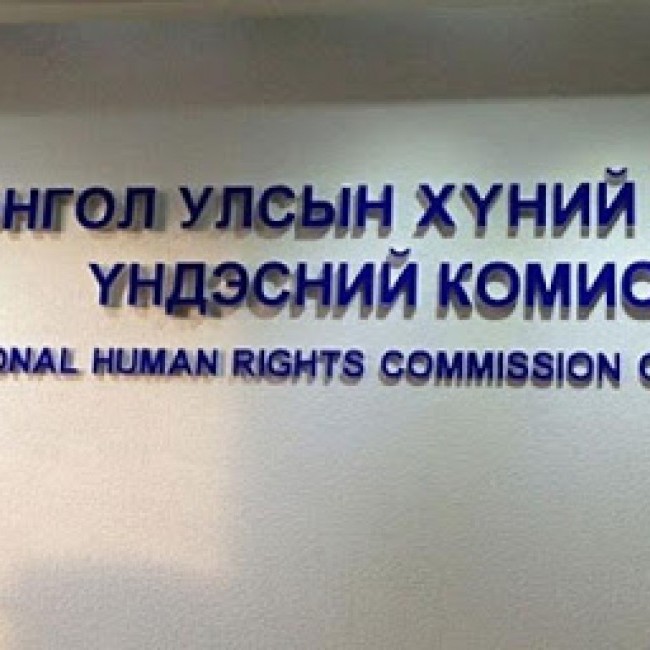 НГОЛ УЛСЫН ХҮНИЙ
ҮНДЭСНИЙ КОМИС
ONAL HUMAN RIGHTS COMMISSION